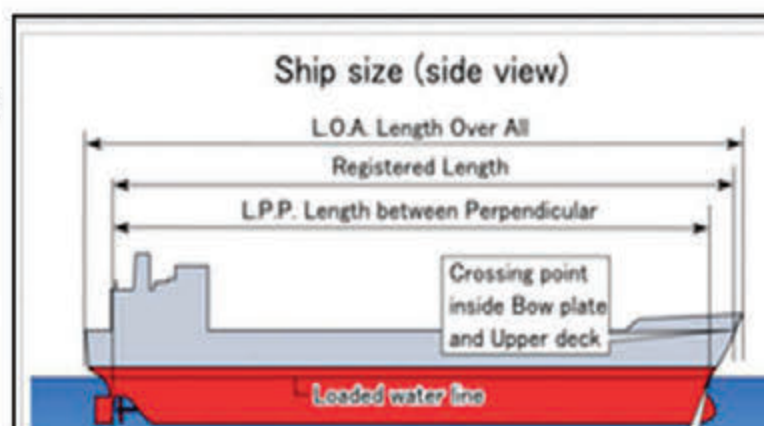 Ship size (side view)
L.O.A. Length Over All
Registered Length
L.P.P. Length between Perpendicular
Crossing point
inside Bow plate
and Upper deck
Loaded water line